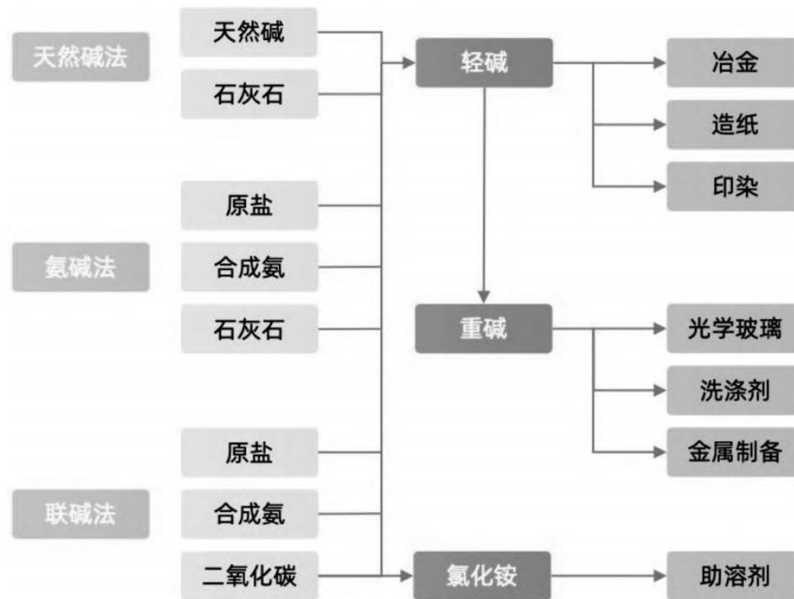 天然碱法
天然碱
石灰石
轻碱
冶金
造纸
印染
氨碱法
原盐
合成氨
石灰石
重碱
光学玻璃
洗涤剂
金属制备
联碱法
原盐
合成氨
二氧化碳
氯化铵
助溶剂